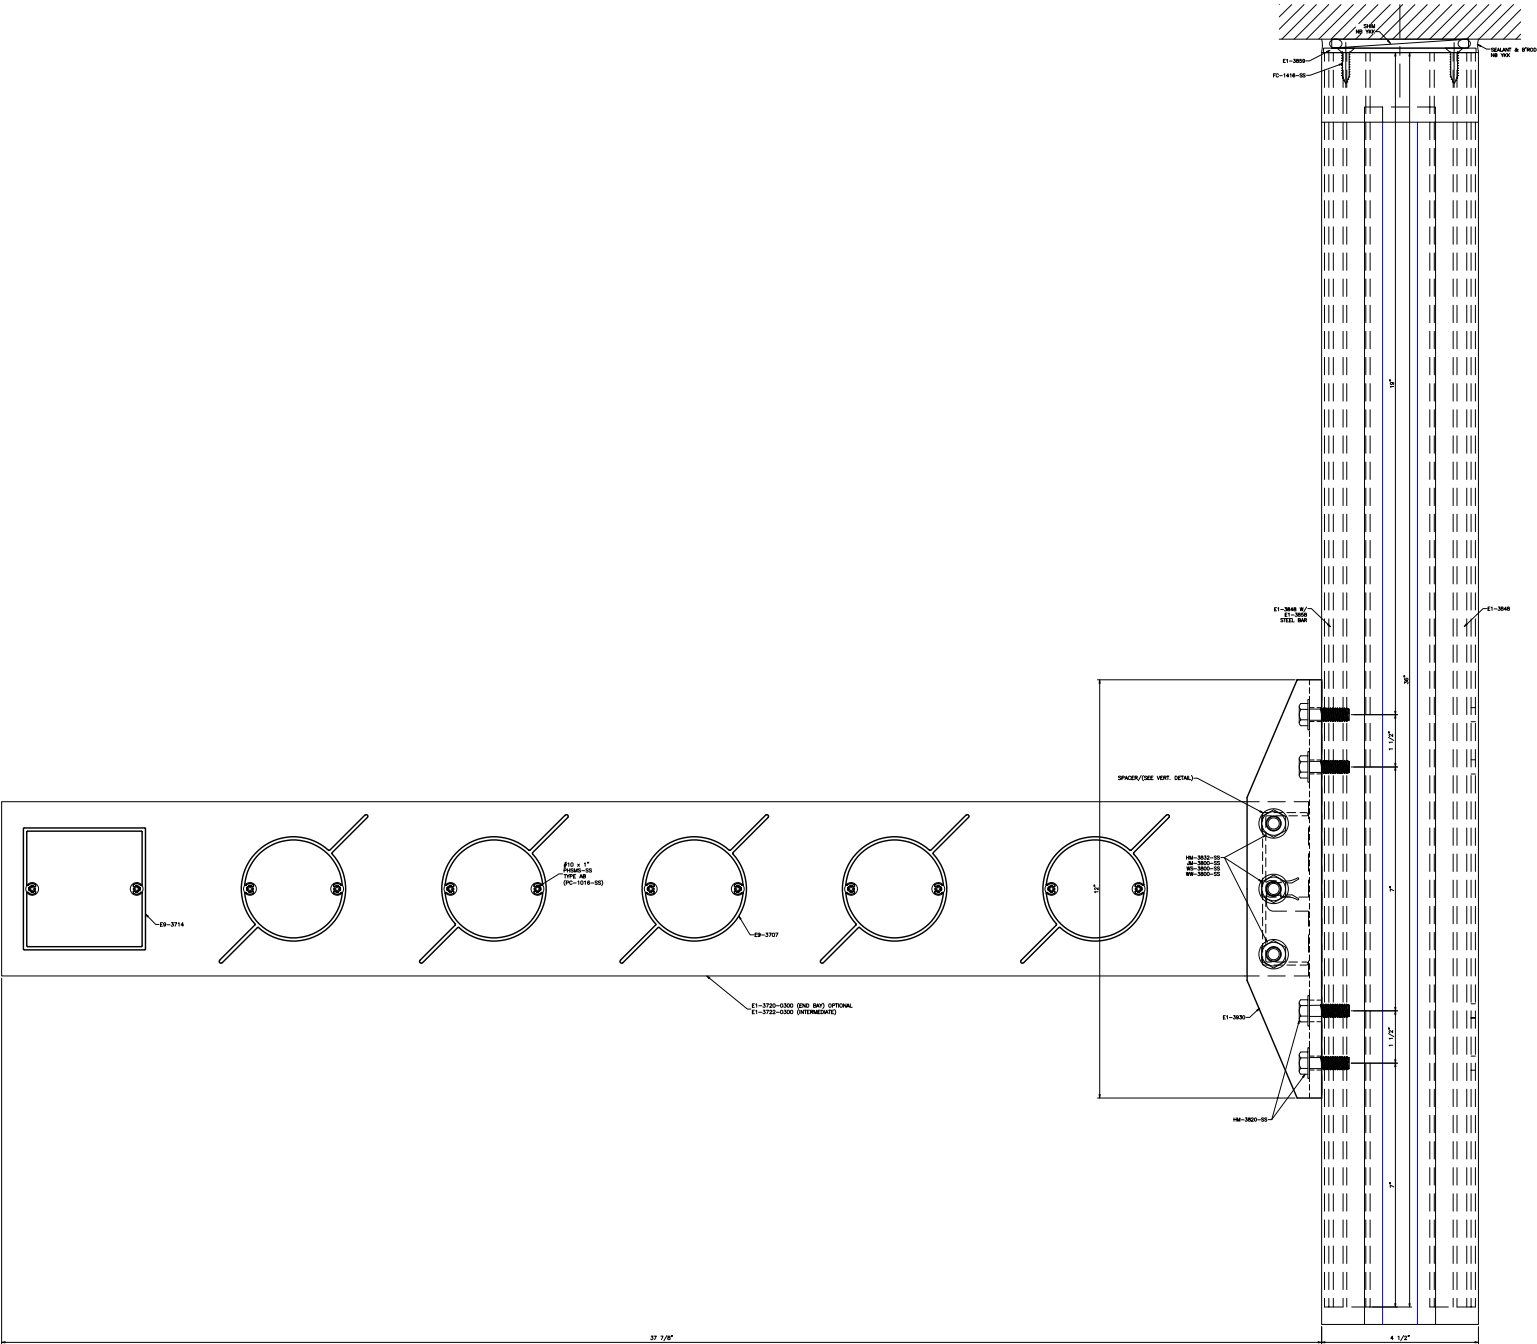 SHIM
NB YKK
SEALANT & B'ROD
NB YKK
E1-3859
FC-1416-SS
19"
E1-3848 W/
E1-3858
STEEL BAR
E1-3848
36"
1 1/2"
SPACER/(SEE VERT. DETAIL)
HM-3832-SS
JM-3800-SS
WS-3800-SS
WW-3800-SS
#10 x 1"
PHSMS-SS
TYPE AB
(PC-1016-SS)
12"
7"
E9-3714
E9-3707
E1-3720-0300 (END BAY) OPTIONAL
E1-3722-0300 (INTERMEDIATE)
E1-3930
1 1/2"
HM-3820-SS
7"
37 7/8"
4 1/2"